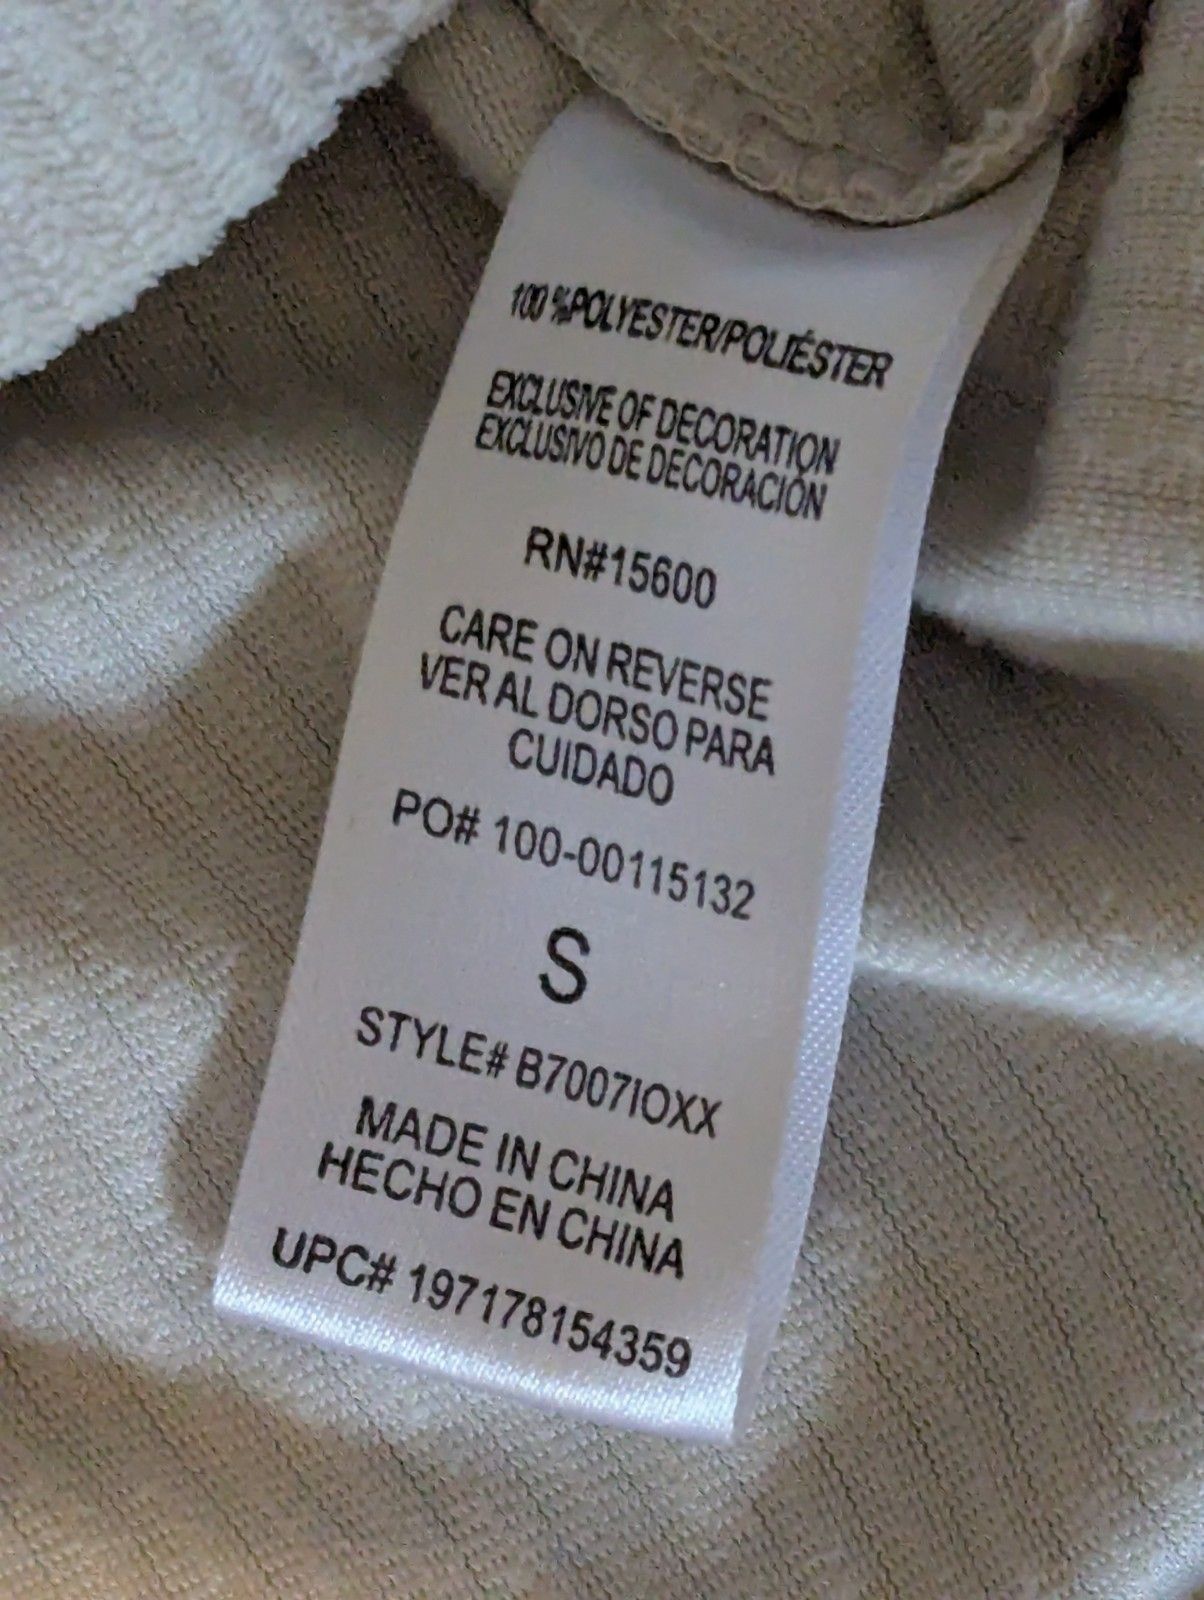 100 %POLYESTER/POLIÉSTER
EXCLUSIVE OF DECORATION
EXCLUSIVO DE DECORACIÓN
RN#15600
CARE ON REVERSE
VER AL DORSO PARA
CUIDADO
PO# 100-00115132
S
STYLE# B7007IOXX
MADE IN CHINA
HECHO EN CHINA
UPC# 197178154359